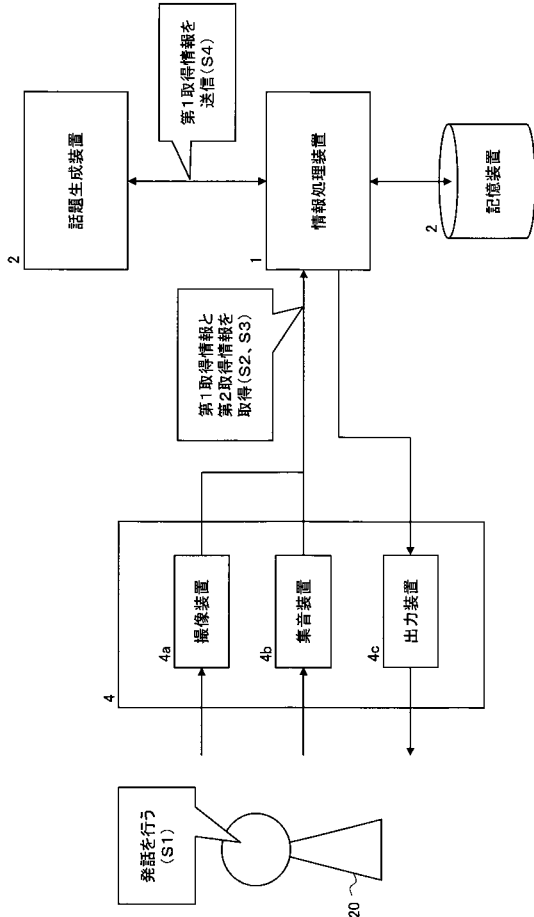 発話を行う
(S1)
20
4
4a
撮像装置
4b
集音装置
4c
出力装置
第1取得情報と
第2取得情報を
取得(S2、S3)
2
話題生成装置
第1取得情報を
送信(S4)
1
情報処理装置
2
記憶装置